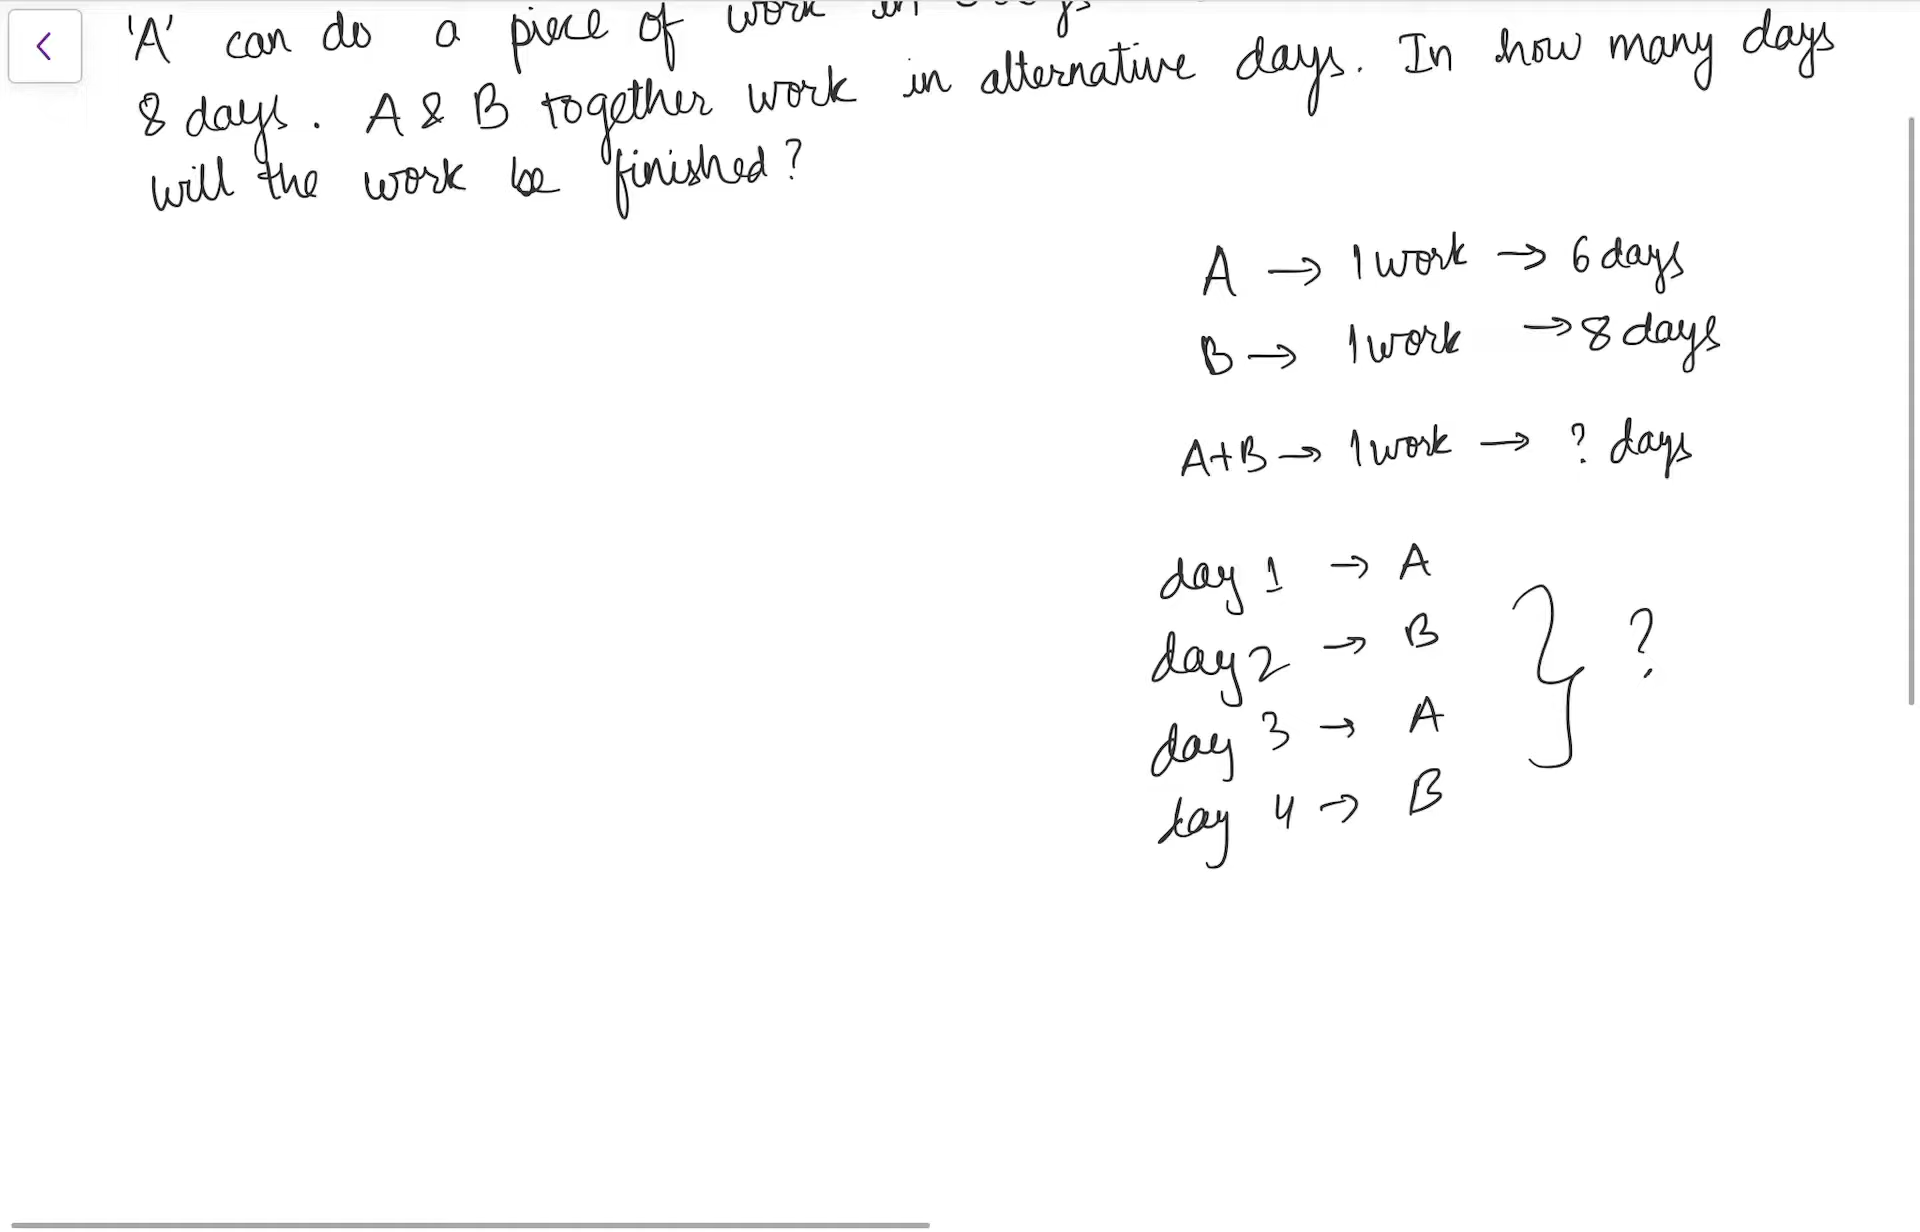 'A' can do a piece of work in
8 days. A & B together work in alternative days. In how many days
will the work be finished?
A → 1 work → 6 days
B → 1 work → 8 days
A+B → 1 work → ? days
day 1 → A
day 2 → B
day 3 → A
day 4 → B
} ?